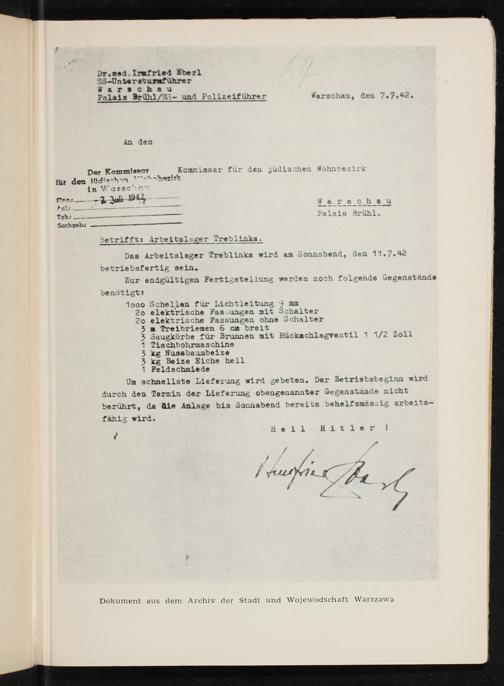 Dr.med. Irmfried Eberl
SS-Untersturmführer
W a r s c h a u
Palais Brühl/SS- und Polizeiführer
Warschau, den 7.7.42.
An den
Kommissar für den jüdischen Wohnbezirk
Der Kommissar
für den jüdischen Wohnbezirk
in Warschau
- 7. Juli 1942
Tgb.:
Sachgeb.:
W a r s c h a u
Palais Brühl.
Betrifft: Arbeitslager Treblinka.
Das Arbeitslager Treblinka wird am Sonnabend, den 11.7.42
betriebsfertig sein.
Zur endgültigen Fertigstellung werden noch folgende Gegenstände
benötigt:
1000 Schellen für Lichtleitung 9 mm
20 elektrische Fassungen mit Schalter
20 elektrische Fassungen ohne Schalter
3 m Treibriemen 6 cm breit
3 Saugkörbe für Brunnen mit Rückschlagventil 1 1/2 Zoll
1 Tischbohrmaschine
3 kg Nussbaumbeize
3 kg Beize Eiche hell
1 Feldschmiede
Um schnellste Lieferung wird gebeten. Der Betriebsbeginn wird
durch den Termin der Lieferung obengenannter Gegenstände nicht
berührt, da die Anlage bis Sonnabend bereits behelfsmässig arbeits-
fähig wird.
H e i l  H i t l e r !
Irmfried Eberl
Dokument aus dem Archiv der Stadt und Wojewodschaft Warszawa